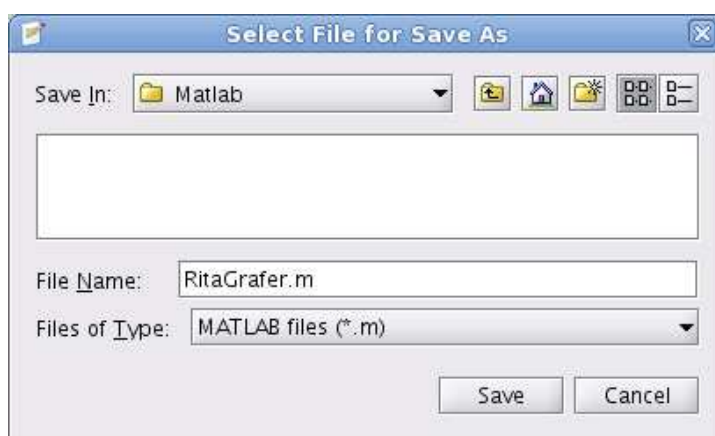 Select File for Save As
Save In: Matlab
File Name: RitaGrafer.m
Files of Type: MATLAB files (*.m)
Save Cancel